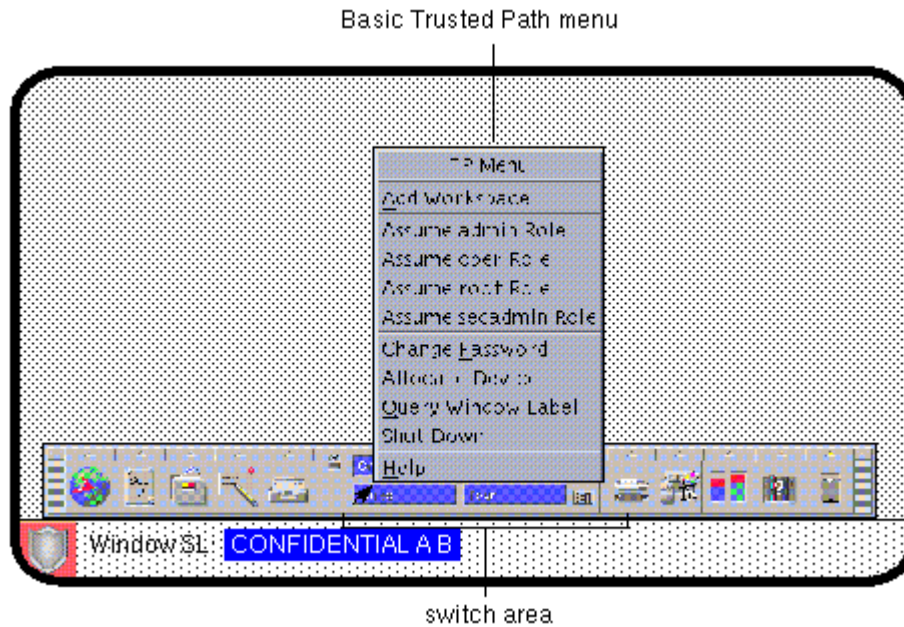 Basic Trusted Path menu
TP Menu
Add Workspace
Assume admin Role
Assume oper Role
Assume root Role
Assume secadmin Role
Change Password
Allocate Device
Query Window Label
Shut Down
Help
Window SL: CONFIDENTIAL A B
switch area